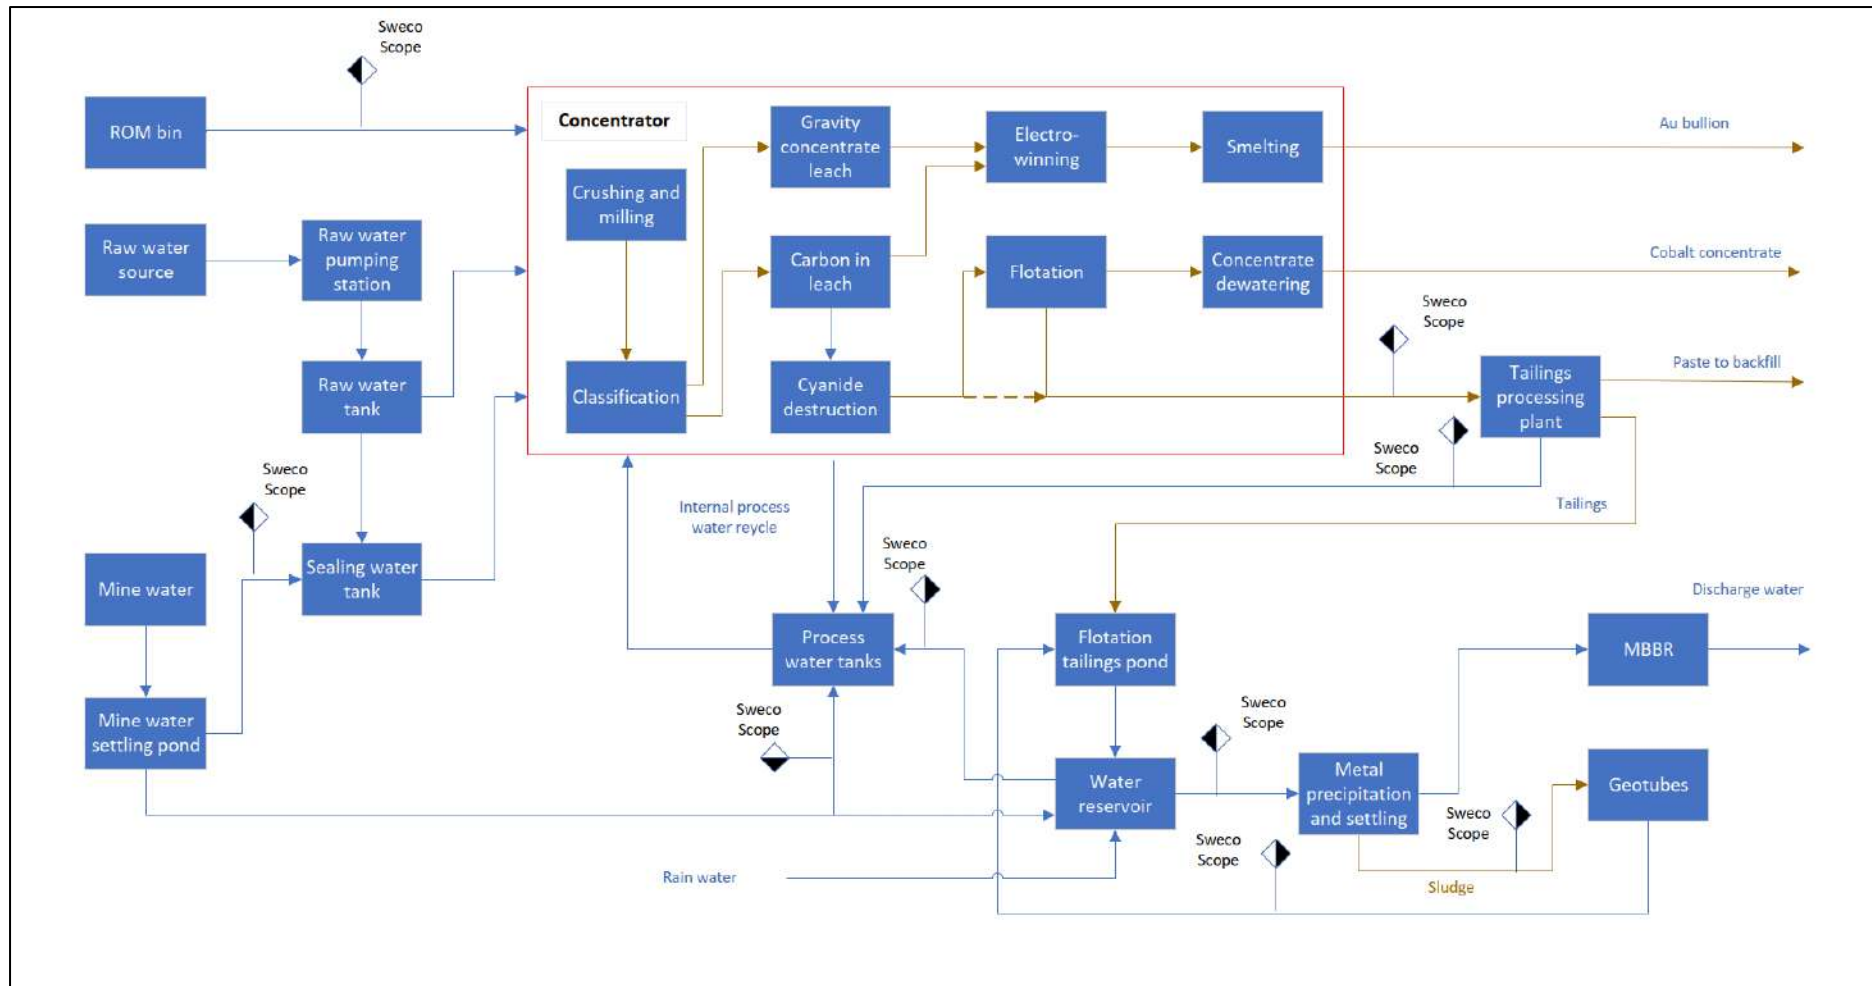 Sweco
Scope
ROM bin
Concentrator
Gravity
concentrate
leach
Electro-
winning
Smelting
Au bullion
Crushing and
milling
Raw water
source
Raw water
pumping
station
Carbon in
leach
Flotation
Concentrate
dewatering
Cobalt concentrate
Sweco
Scope
Raw water
tank
Classification
Cyanide
destruction
Tailings
processing
plant
Paste to backfill
Sweco
Scope
Sweco
Scope
Internal process
water reycle
Tailings
Mine water
Sealing water
tank
Sweco
Scope
Discharge water
Process
water tanks
Flotation
tailings pond
MBBR
Mine water
settling pond
Sweco
Scope
Sweco
Scope
Water
reservoir
Metal
precipitation
and settling
Geotubes
Sweco
Scope
Sweco
Scope
Rain water
Sludge